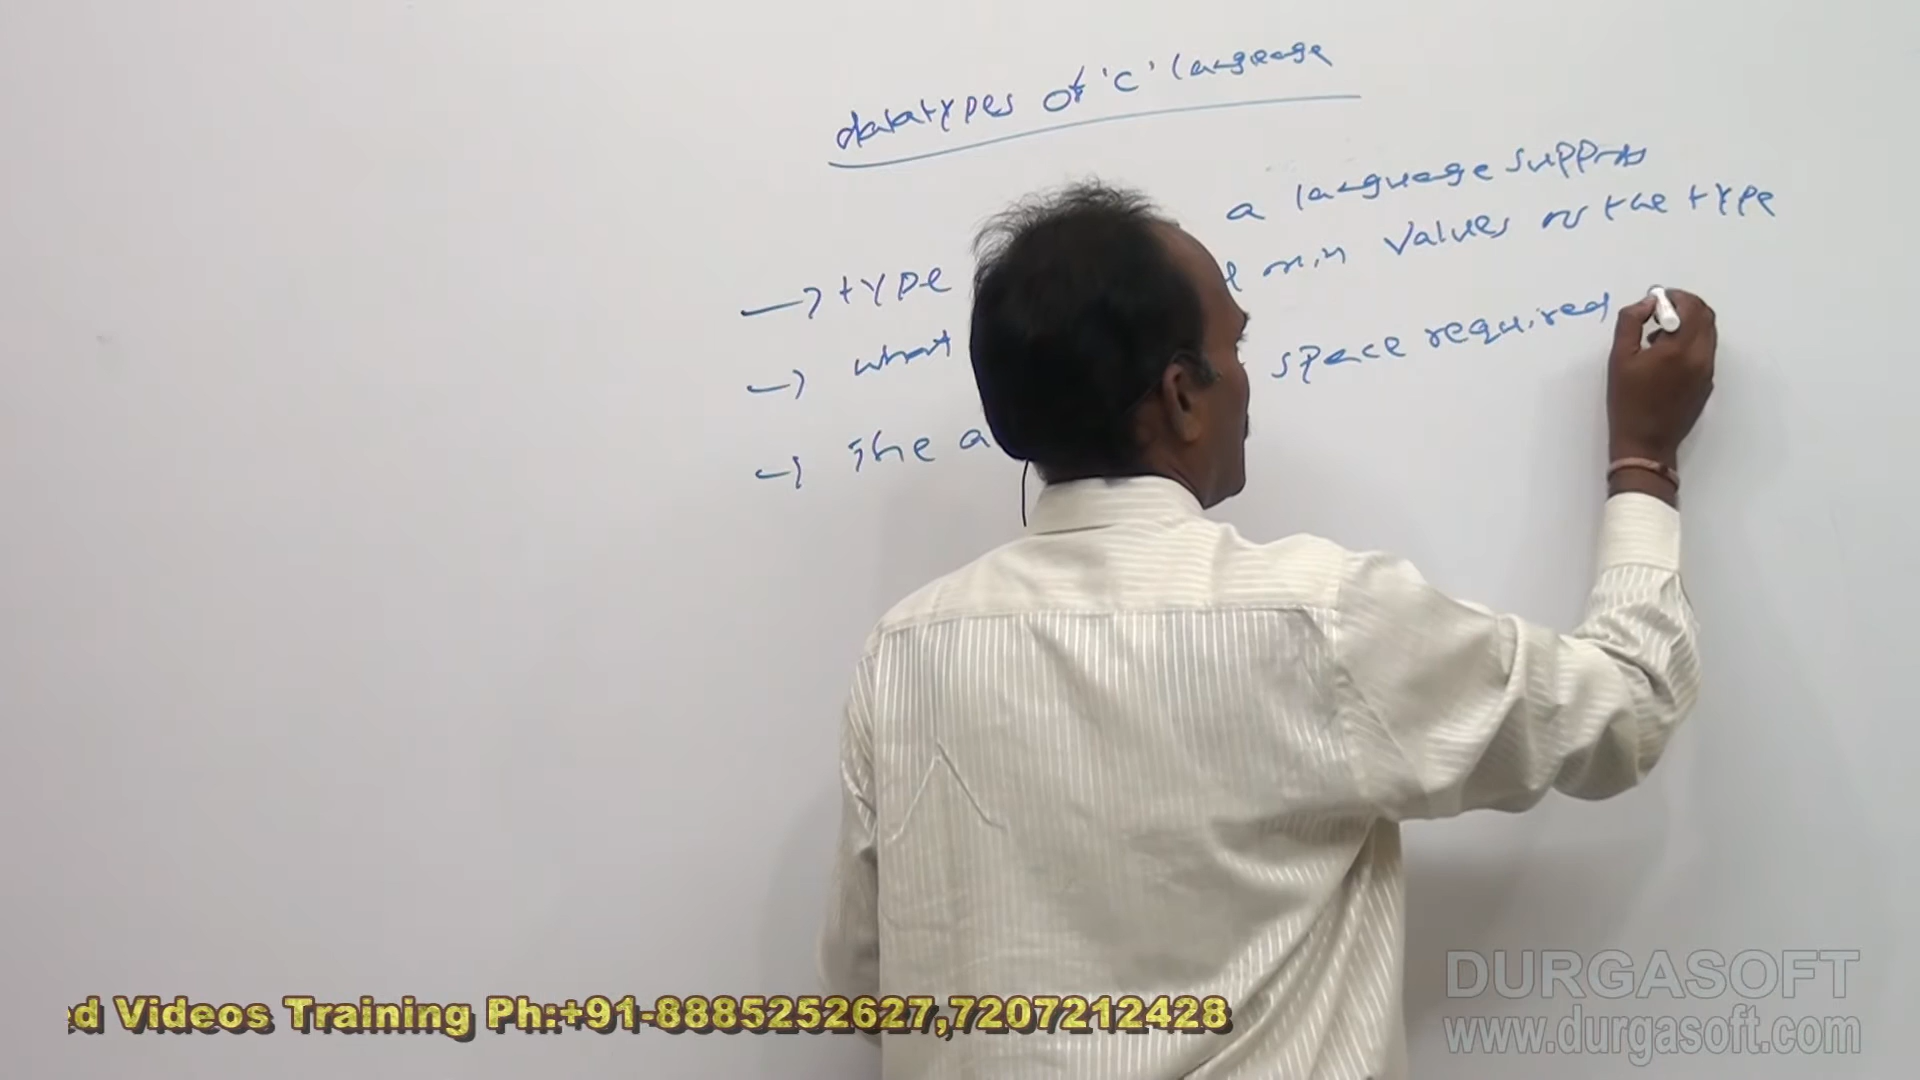 datatypes of 'C' language
→ type a language supports
→ what min values of the type
→ The a space required
ed Videos Training Ph:+91-8885252627,7207212428
DURGASOFT
www.durgasoft.com